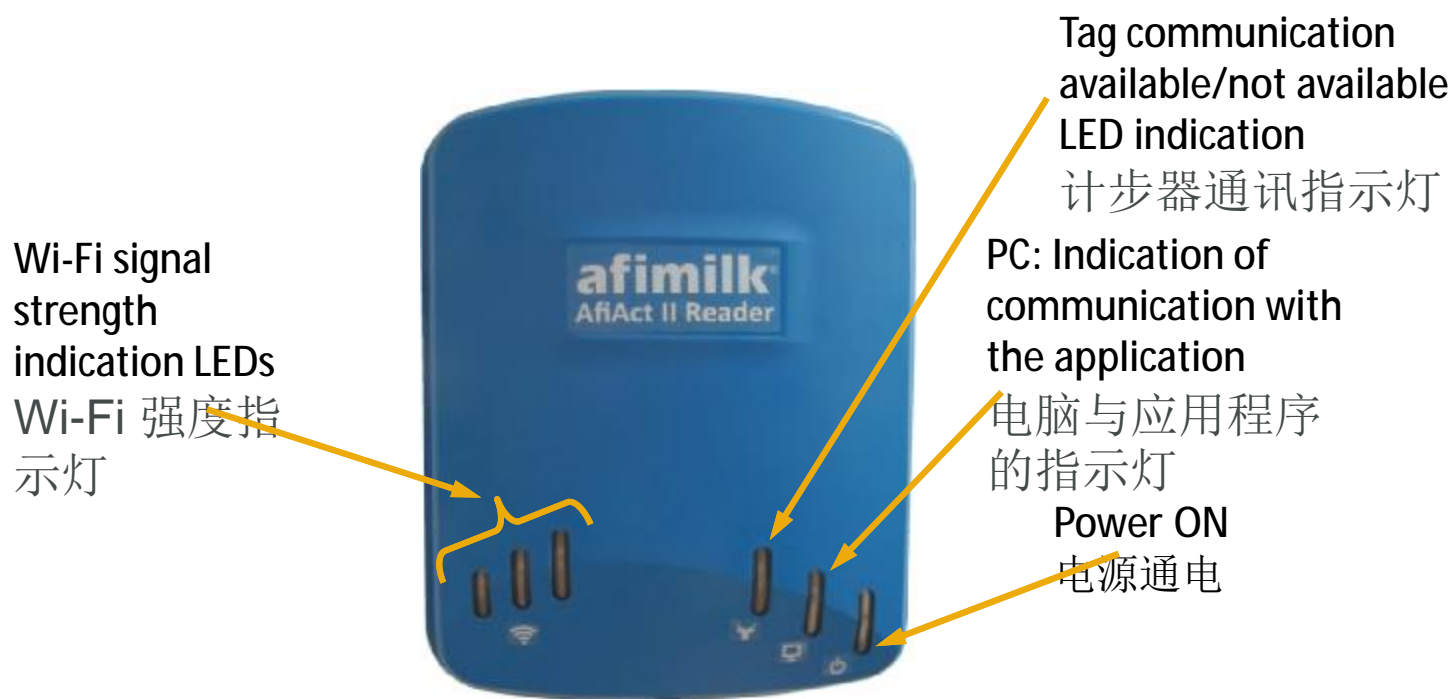 Tag communication
available/not available
LED indication
计步器通讯指示灯
Wi-Fi signal
strength
indication LEDs
Wi-Fi 强度指
示灯
afimilk
AfiAct II Reader
PC: Indication of
communication with
the application
电脑与应用程序
的指示灯
Power ON
电源通电